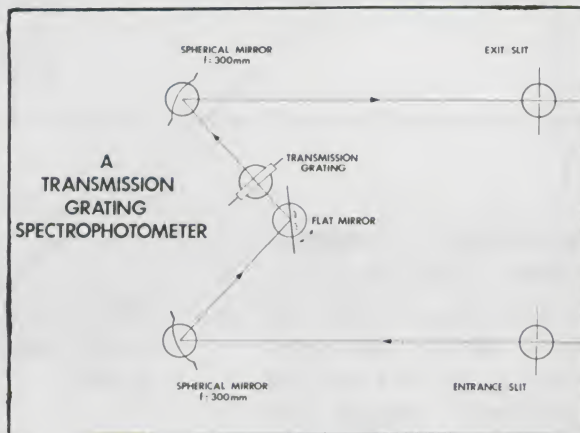 SPHERICAL MIRROR
f: 300mm
EXIT SLIT
A
TRANSMISSION
GRATING
SPECTROPHOTOMETER
TRANSMISSION
GRATING
FLAT MIRROR
SPHERICAL MIRROR
f: 300mm
ENTRANCE SLIT